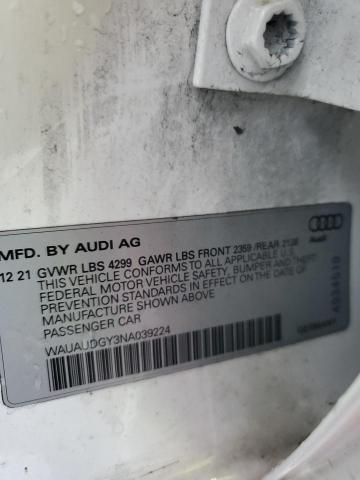 MFD. BY AUDI AG
12 21 GVWR LBS 4299 GAWR LBS FRONT 2359 /REAR 2138
THIS VEHICLE CONFORMS TO ALL APPLICABLE U.S.
FEDERAL MOTOR VEHICLE SAFETY, BUMPER AND THEFT
PREVENTION STANDARDS IN EFFECT ON THE DATE OF
MANUFACTURE SHOWN ABOVE
PASSENGER CAR
WAUAUDGY3NA039224
Audi
GERMANY